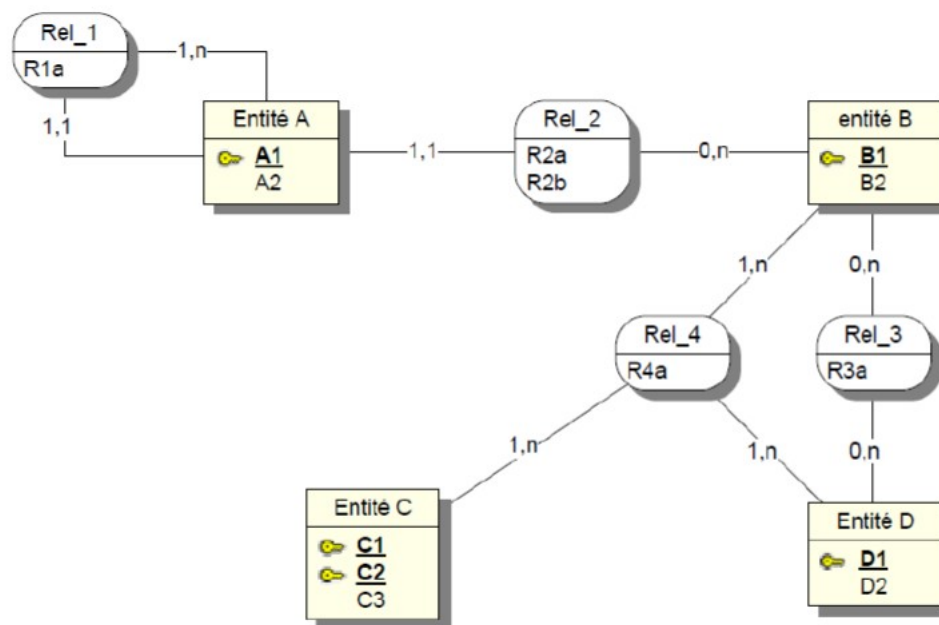 Rel_1
R1a
1,n
1,1
Entité A
A1
A2
1,1
Rel_2
R2a
R2b
0,n
entité B
B1
B2
1,n
0,n
Rel_4
R4a
Rel_3
R3a
1,n
1,n
0,n
Entité C
C1
C2
C3
Entité D
D1
D2